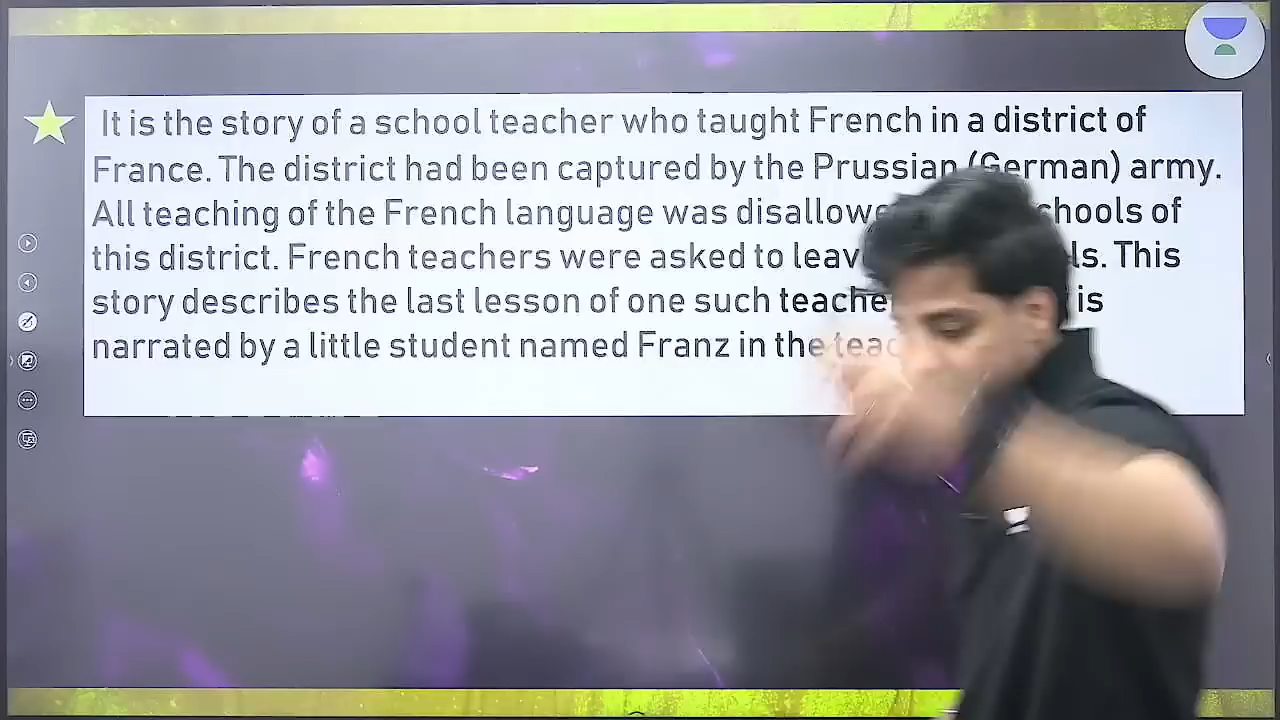 It is the story of a school teacher who taught French in a district of
France. The district had been captured by the Prussian (German) army.
All teaching of the French language was disallowe chools of
this district. French teachers were asked to leav ls. This
story describes the last lesson of one such teache is
narrated by a little student named Franz in the teac